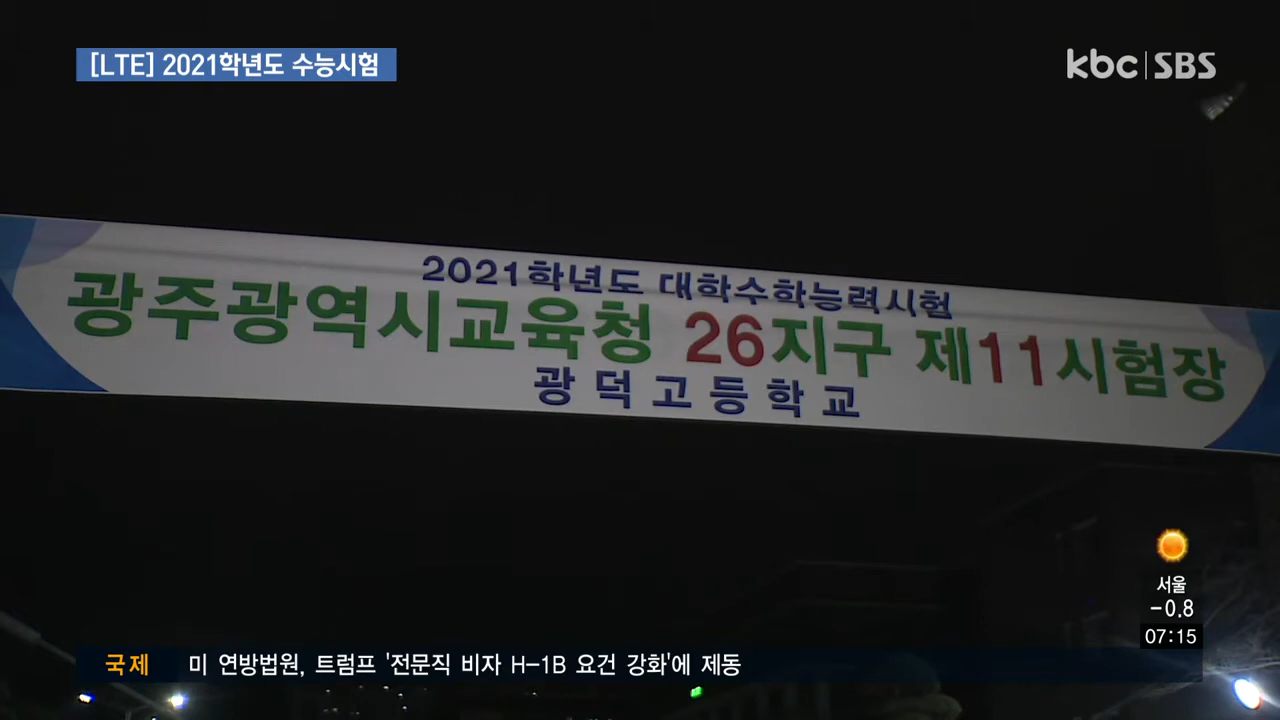 [LTE] 2021학년도 수능시험
kbc SBS
2021학년도 대학수학능력시험
광주광역시교육청 26지구 제11시험장
광덕고등학교
서울
-0.8
07:15
국제 미 연방법원, 트럼프 '전문직 비자 H-1B 요건 강화'에 제동